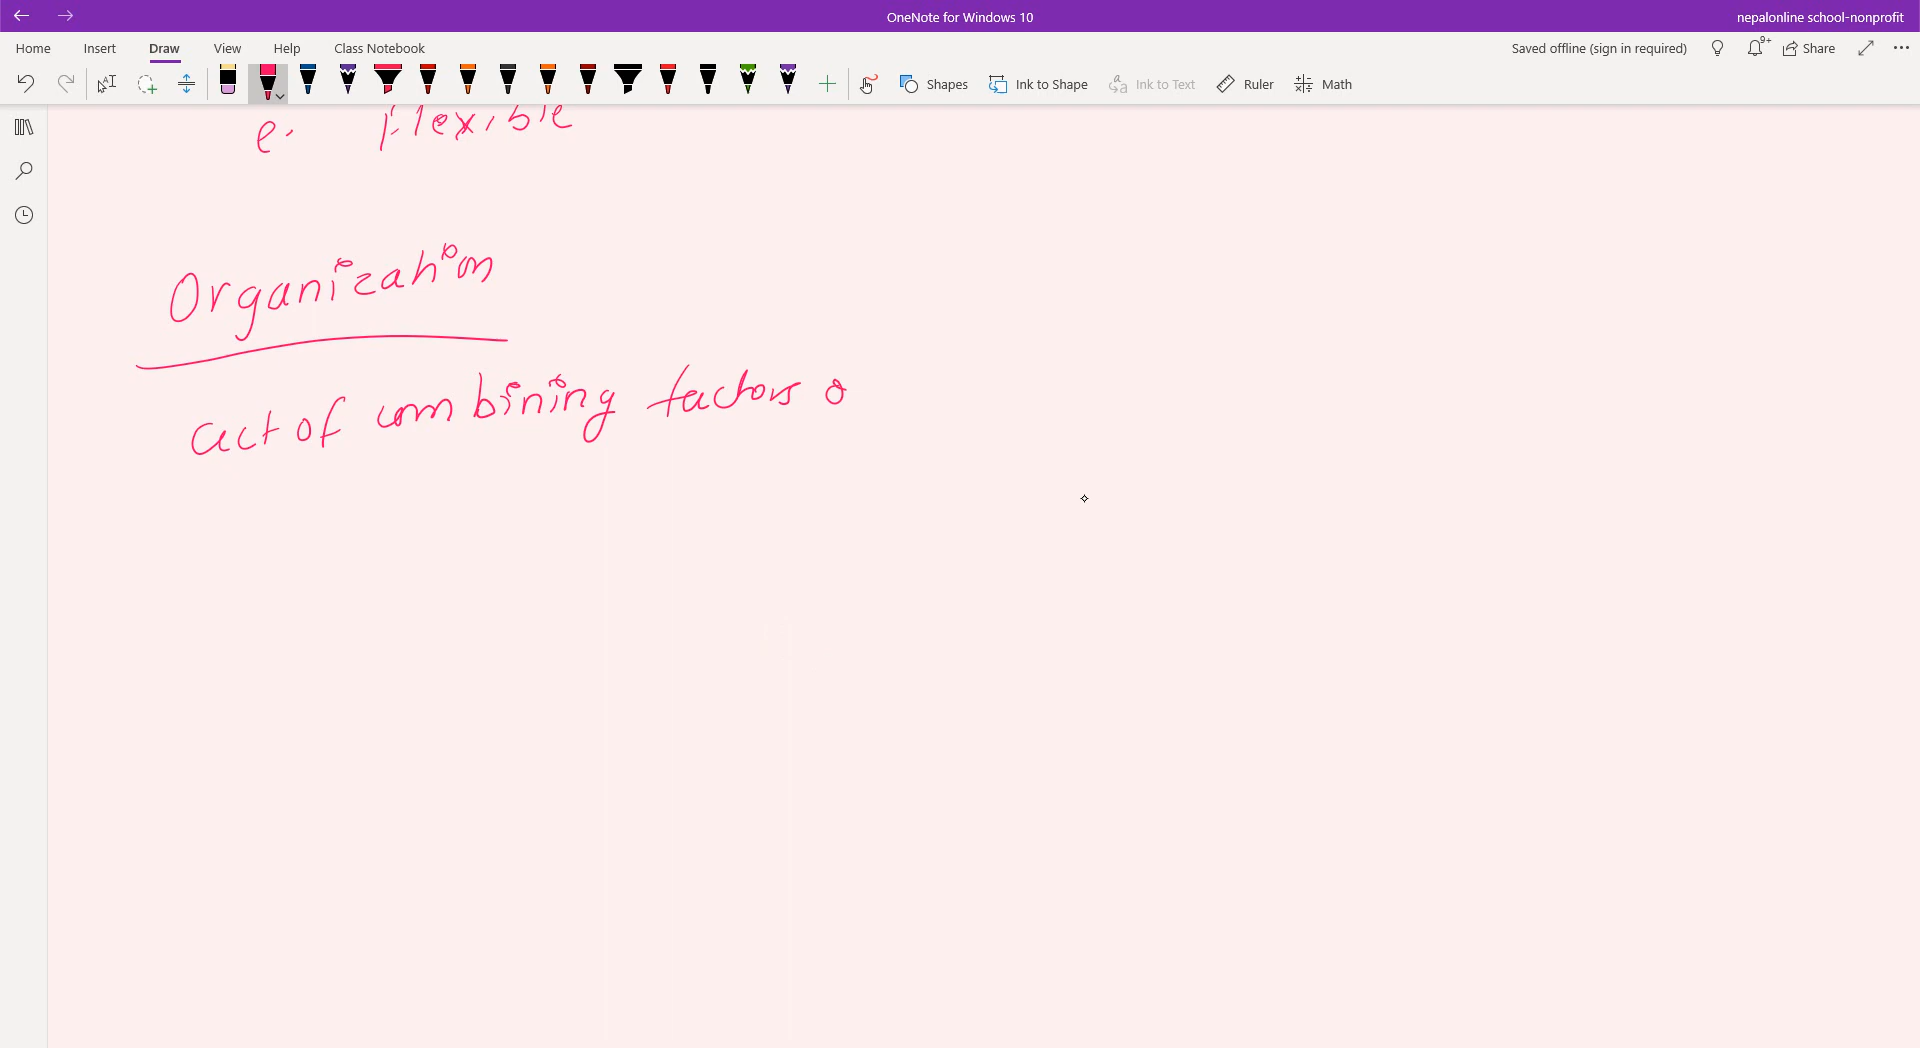 OneNote for Windows 10
nepalonline school-nonprofit
Home Insert Draw View Help Class Notebook
Saved offline (sign in required) 9+ Share
Shapes Ink to Shape Ink to Text Ruler Math
e. Flexible
Organization
act of combining factors o